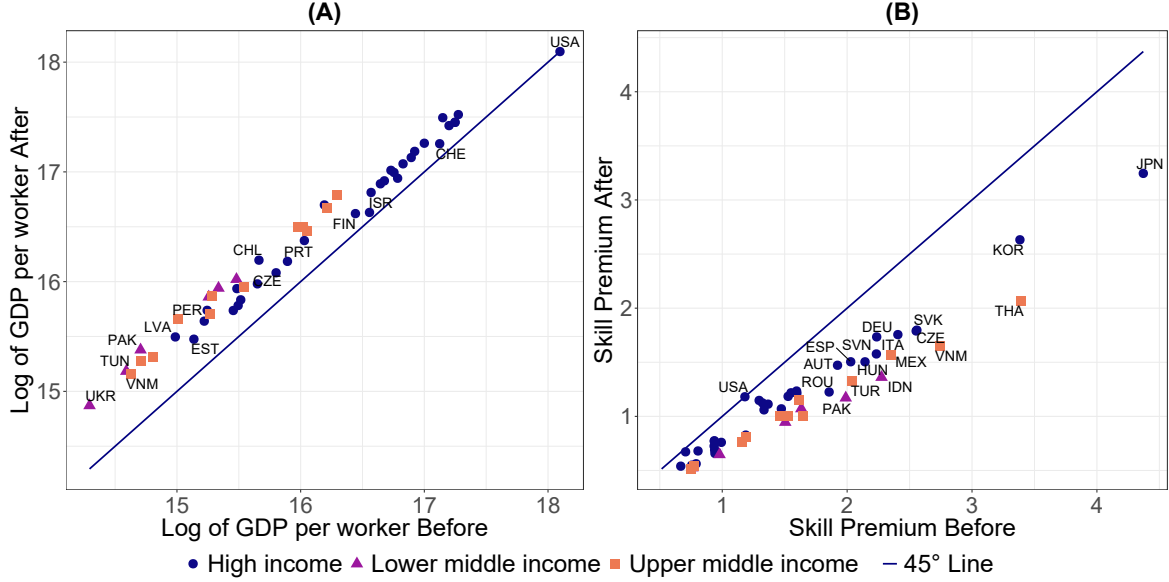 (A)
(B)
Log of GDP per worker After
18
17
16
15
USA
CHE
ISR
FIN
PRT
CHL
CZE
PER
LVA
EST
PAK
TUN
VNM
UKR
15
16
17
18
Log of GDP per worker Before
Skill Premium After
4
3
2
1
JPN
KOR
THA
SVK
DEU
CZE
ESP
SVN
ITA
VNM
MEX
AUT
HUN
USA
ROU
TUR
IDN
PAK
1
2
3
4
Skill Premium Before
High income
Lower middle income
Upper middle income
45° Line